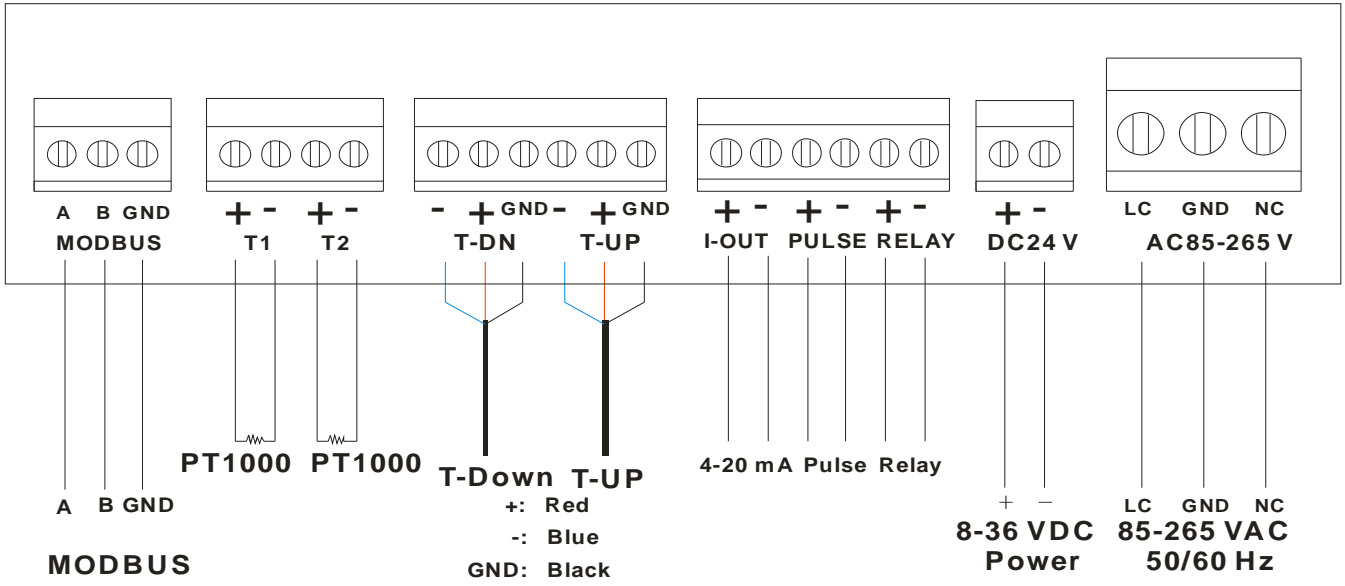 A B GND
MODBUS
+ - + -
T1 T2
- + GND - + GND
T-DN T-UP
+ - + - + -
I-OUT PULSE RELAY
+ -
DC24 V
LC GND NC
AC85-265 V
PT1000 PT1000
A B GND
MODBUS
T-Down T-UP
+: Red
-: Blue
GND: Black
4-20 mA Pulse Relay
+ -
8-36 VDC
Power
LC GND NC
85-265 VAC
50/60 Hz